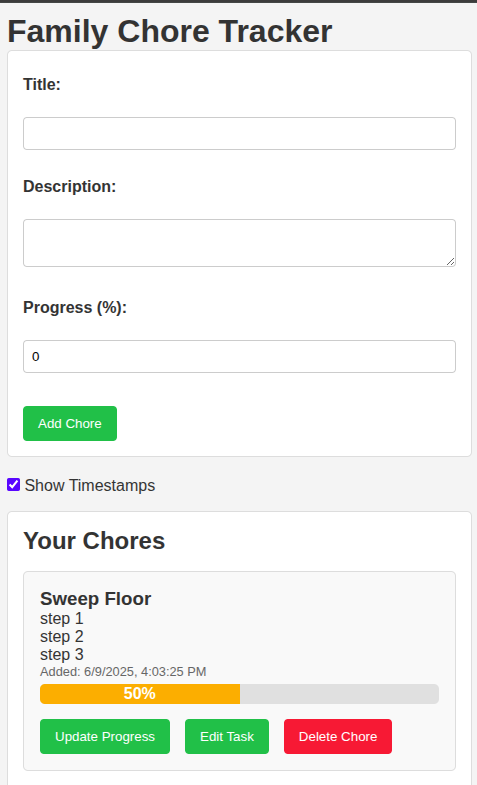 Family Chore Tracker
Title:
Description:
Progress (%):
0
Add Chore
Show Timestamps
Your Chores
Sweep Floor
step 1
step 2
step 3
Added: 6/9/2025, 4:03:25 PM
50%
Update Progress Edit Task Delete Chore